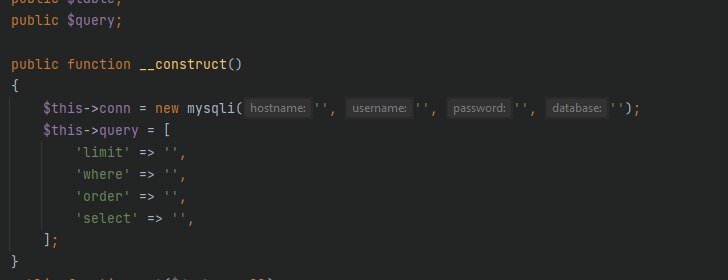 public $table;
public $query;
public function __construct()
{
$this->conn = new mysqli( hostname: '', username: '', password: '', database: '');
$this->query = [
'limit' => '',
'where' => '',
'order' => '',
'select' => '',
];
}